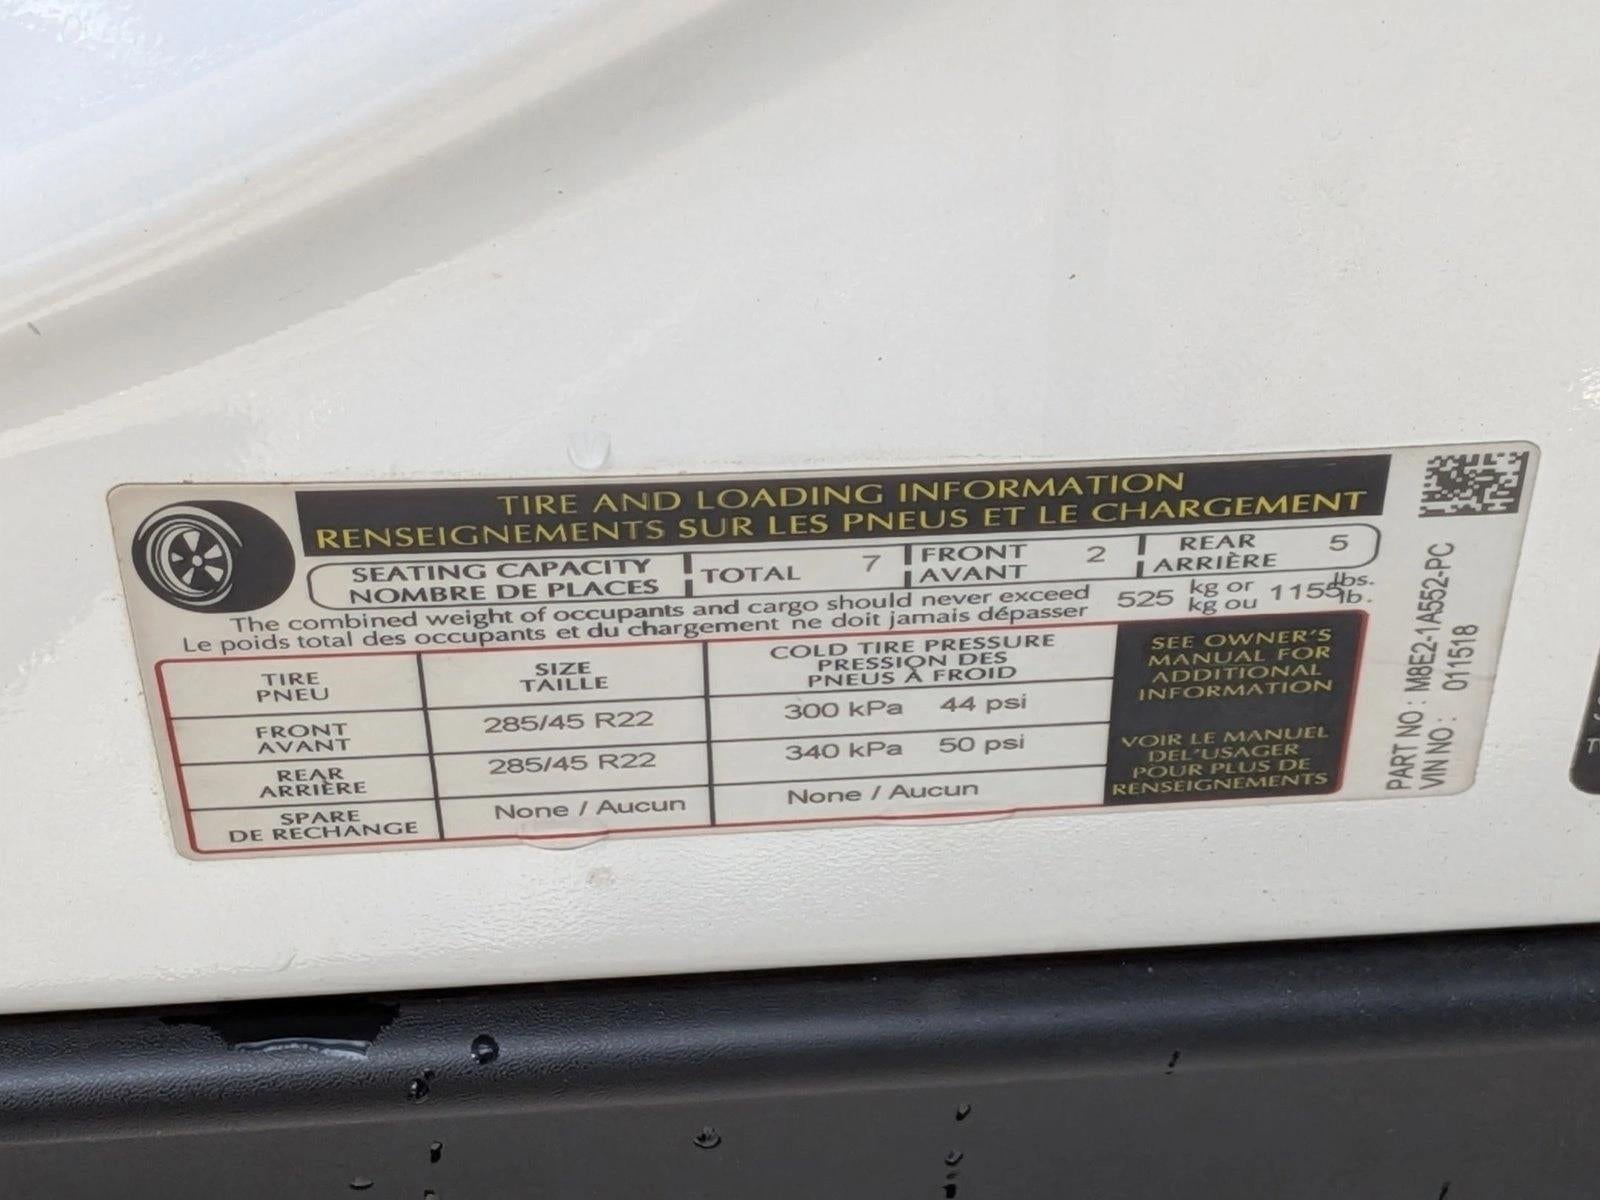 TIRE AND LOADING INFORMATION
RENSEIGNEMENTS SUR LES PNEUS ET LE CHARGEMENT
SEATING CAPACITY
NOMBRE DE PLACES
TOTAL 7
FRONT
AVANT 2
REAR
ARRIÈRE 5
The combined weight of occupants and cargo should never exceed 525 kg or 1155 lbs.
Le poids total des occupants et du chargement ne doit jamais dépasser kg ou lb.
TIRE
PNEU
SIZE
TAILLE
COLD TIRE PRESSURE
PRESSION DES
PNEUS À FROID
FRONT
AVANT
285/45 R22
300 kPa 44 psi
REAR
ARRIÈRE
285/45 R22
340 kPa 50 psi
SPARE
DE RECHANGE
None / Aucun
None / Aucun
SEE OWNER'S
MANUAL FOR
ADDITIONAL
INFORMATION
VOIR LE MANUEL
DEL'USAGER
POUR PLUS DE
RENSEIGNEMENTS
PART NO : M8E2-1A552-PC
VIN NO : 011518